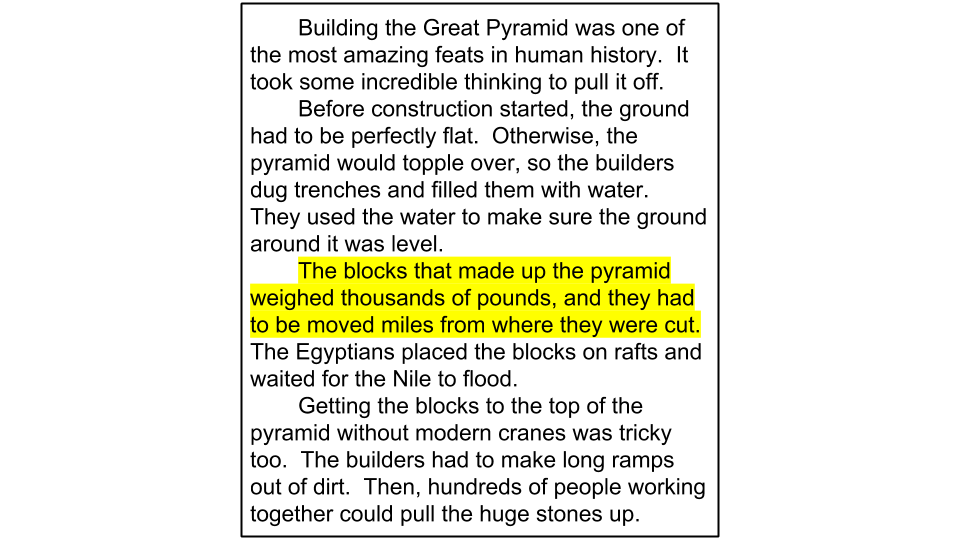 Building the Great Pyramid was one of
the most amazing feats in human history.  It
took some incredible thinking to pull it off.
Before construction started, the ground
had to be perfectly flat.  Otherwise, the
pyramid would topple over, so the builders
dug trenches and filled them with water.
They used the water to make sure the ground
around it was level.
The blocks that made up the pyramid
weighed thousands of pounds, and they had
to be moved miles from where they were cut.
The Egyptians placed the blocks on rafts and
waited for the Nile to flood.
Getting the blocks to the top of the
pyramid without modern cranes was tricky
too.  The builders had to make long ramps
out of dirt.  Then, hundreds of people working
together could pull the huge stones up.